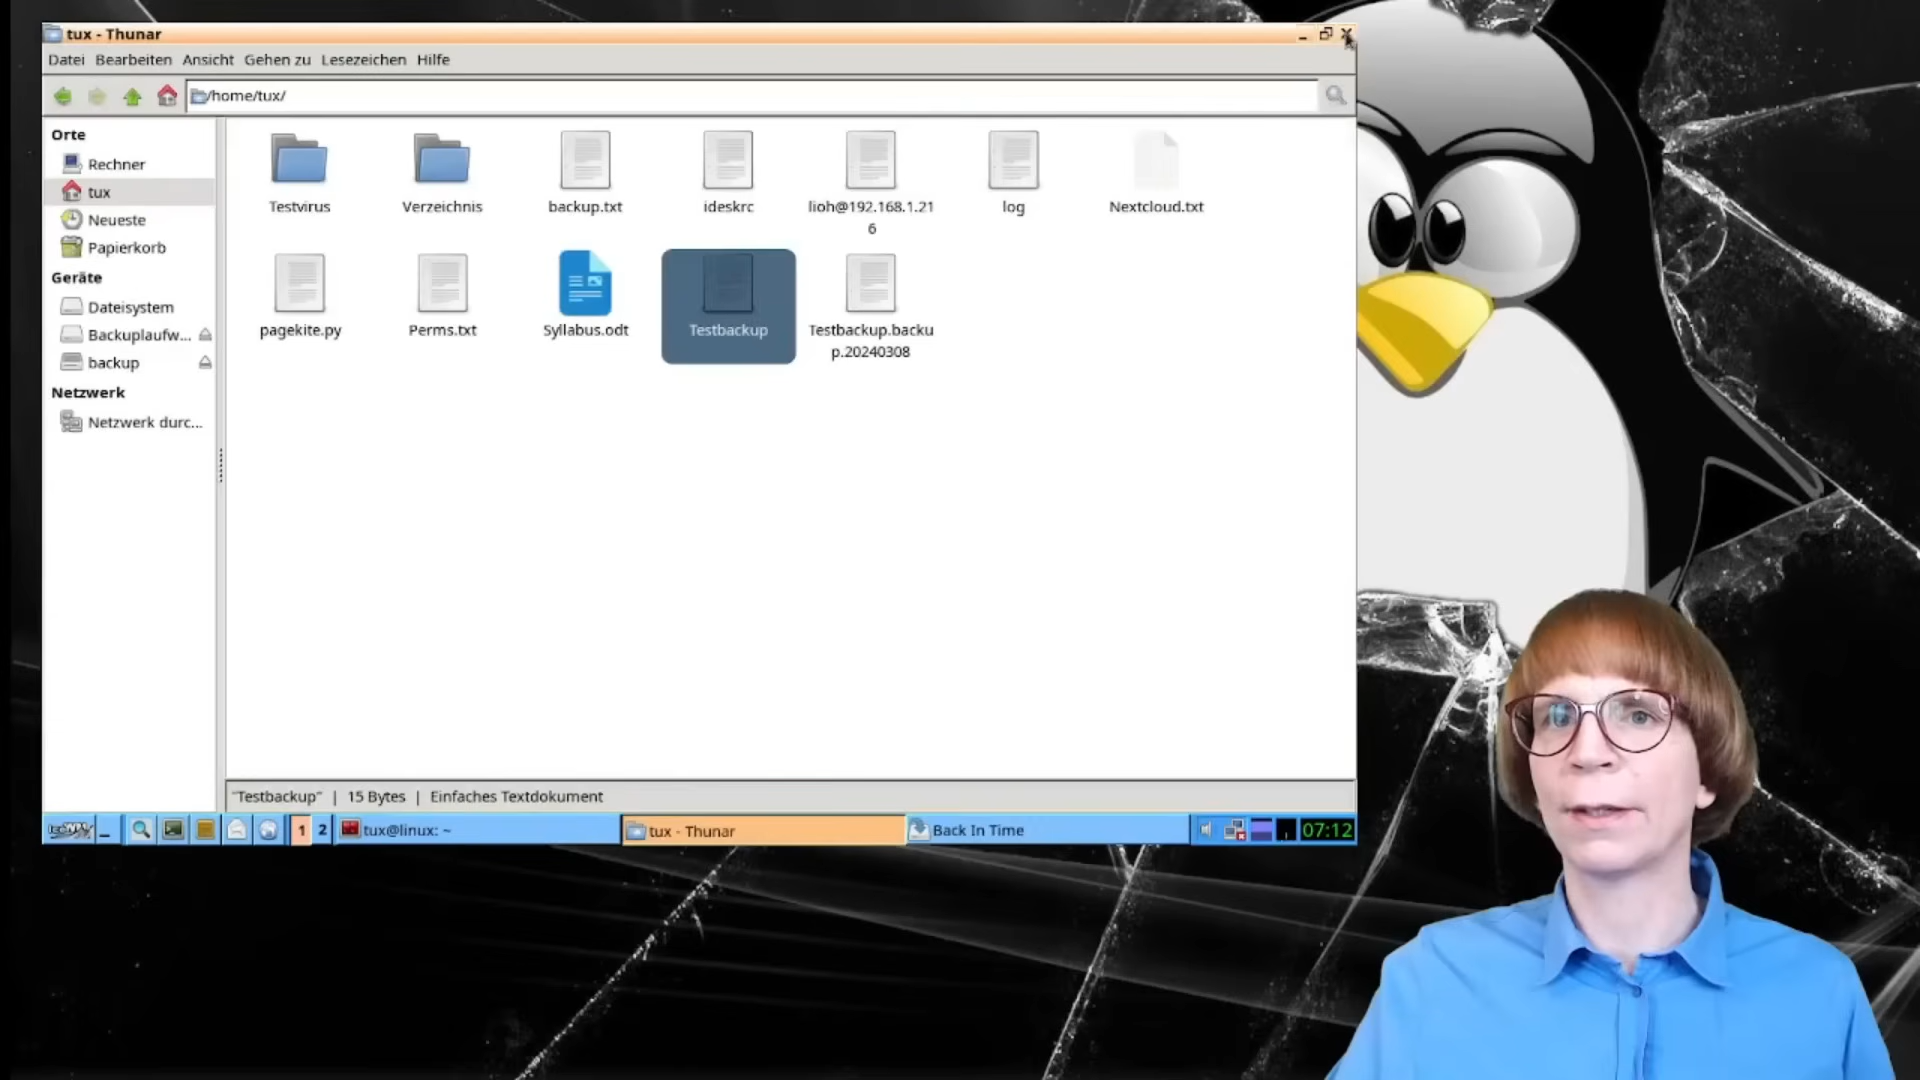 tux - Thunar
Datei Bearbeiten Ansicht Gehen zu Lesezeichen Hilfe
/home/tux/
Orte
Rechner
tux
Neueste
Papierkorb
Geräte
Dateisystem
Backuplaufw...
backup
Netzwerk
Netzwerk durc...
Testvirus
Verzeichnis
backup.txt
ideskrc
lioh@192.168.1.21
6
log
Nextcloud.txt
pagekite.py
Perms.txt
Syllabus.odt
Testbackup
Testbackup.backu
p.20240308
"Testbackup" | 15 Bytes | Einfaches Textdokument
IceWM
1
2
tux@linux: ~
tux - Thunar
Back In Time
07:12